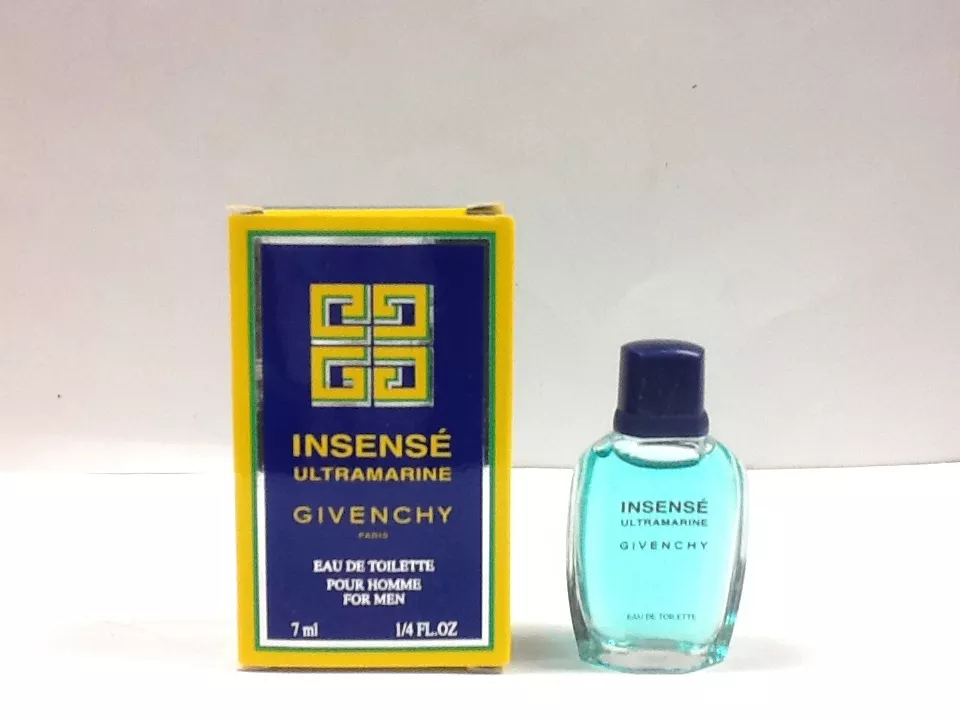 INSENSÉ
ULTRAMARINE
GIVENCHY
PARIS
EAU DE TOILETTE
POUR HOMME
FOR MEN
7 ml 1/4 FL.OZ
INSENSÉ
ULTRAMARINE
GIVENCHY
EAU DE TOILETTE